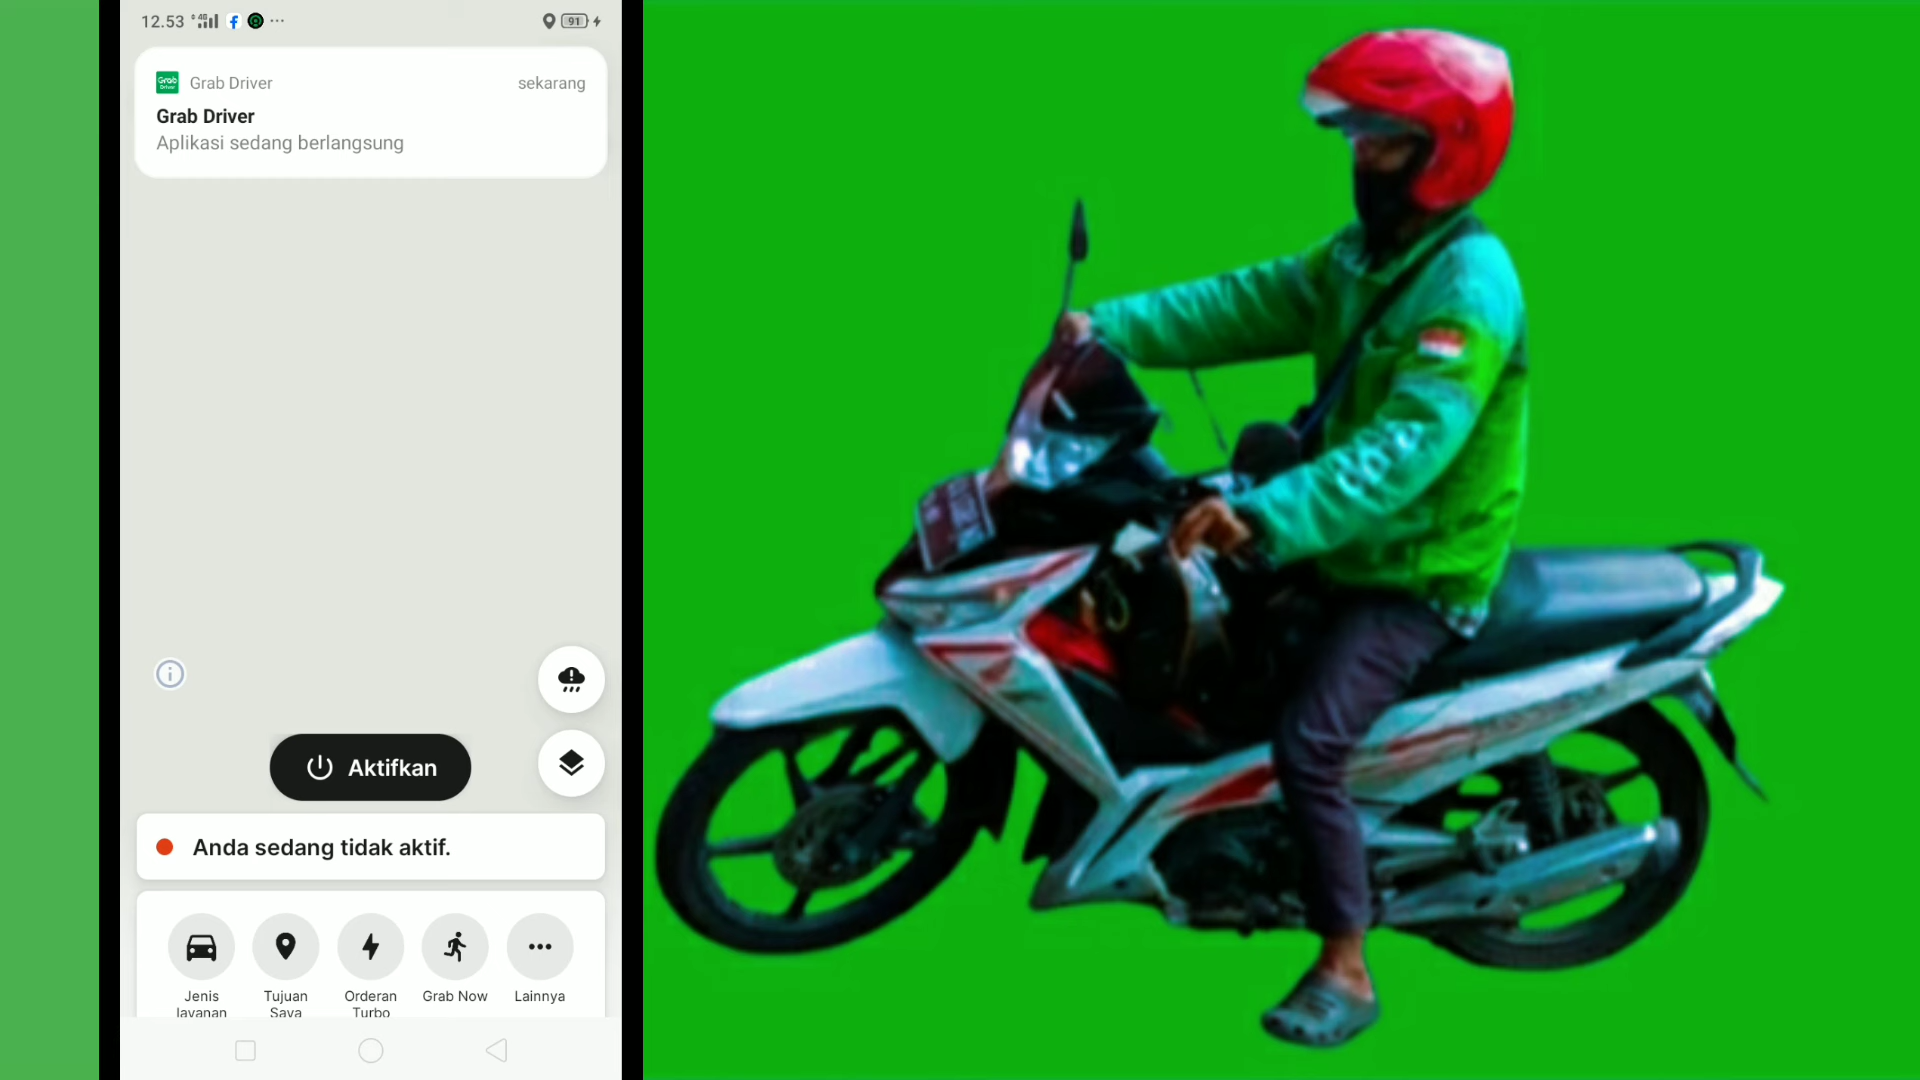 12.53
91
Grab Driver
sekarang
Grab Driver
Aplikasi sedang berlangsung
Aktifkan
Anda sedang tidak aktif.
Jenis layanan
Tujuan Saya
Orderan Turbo
Grab Now
Lainnya